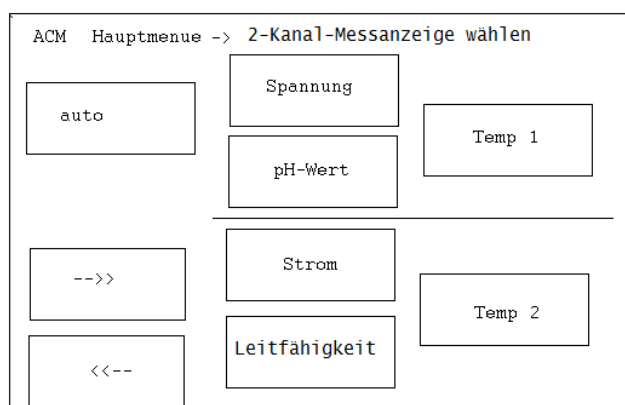 ACM Hauptmenue -> 2-Kanal-Messanzeige wählen
auto
Spannung
pH-Wert
Temp 1
-->>
<<--
Strom
Leitfähigkeit
Temp 2